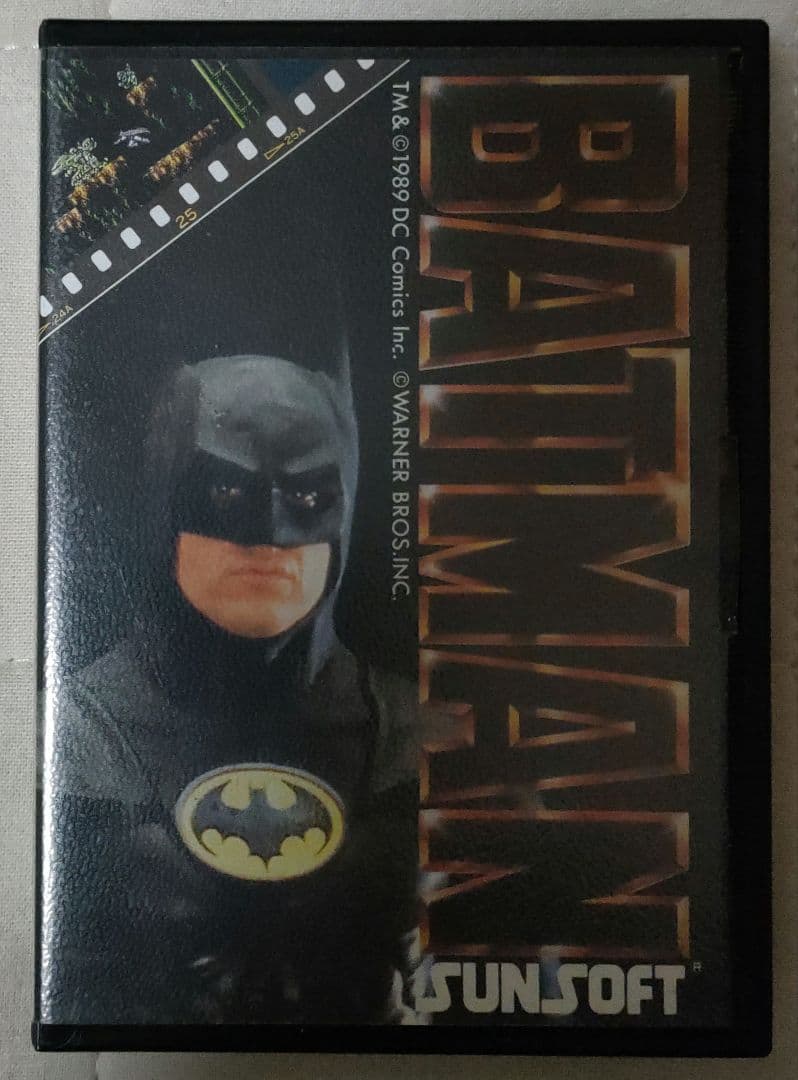 BATMAN
TM & ©1989 DC Comics Inc. ©WARNER BROS.INC.
SUNSOFT®
24A
25
25A